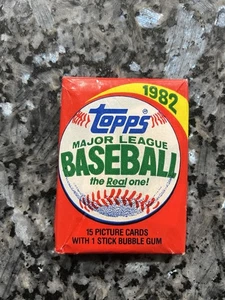 1982
topps
MAJOR LEAGUE
BASEBALL
the Real one!
15 PICTURE CARDS
WITH 1 STICK BUBBLE GUM